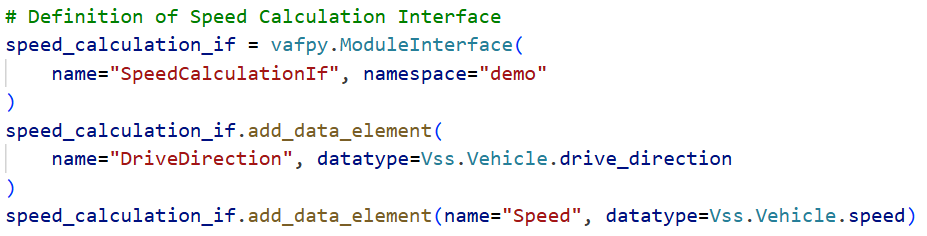 # Definition of Speed Calculation Interface
speed_calculation_if = vafpy.ModuleInterface(
    name="SpeedCalculationIf", namespace="demo"
)
speed_calculation_if.add_data_element(
    name="DriveDirection", datatype=Vss.Vehicle.drive_direction
)
speed_calculation_if.add_data_element(name="Speed", datatype=Vss.Vehicle.speed)